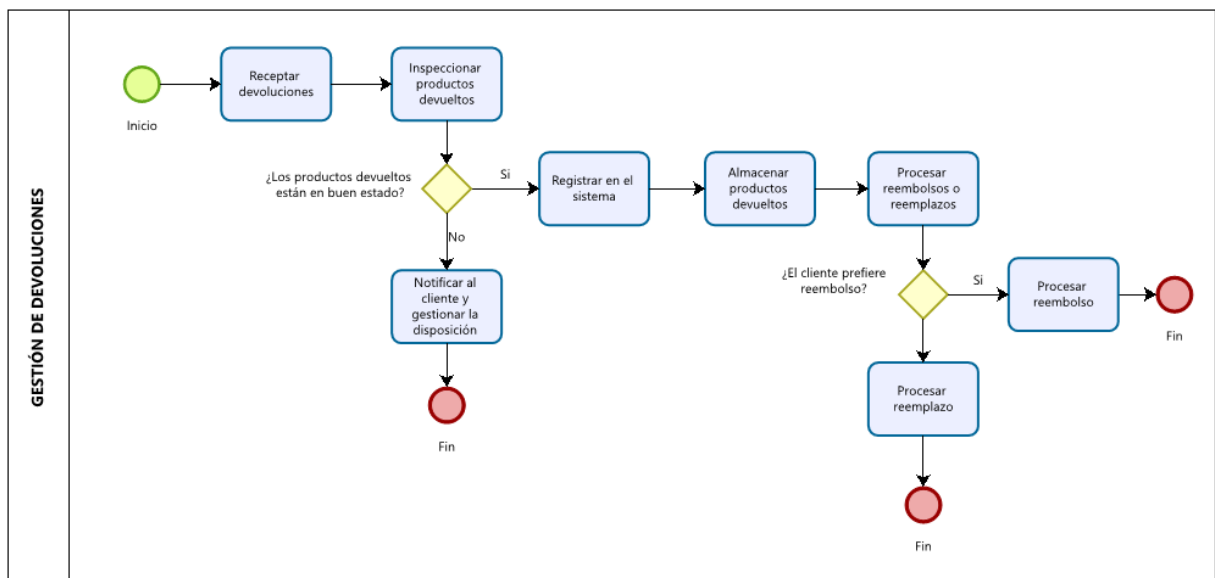 GESTIÓN DE DEVOLUCIONES
Inicio
Receptar
devoluciones
Inspeccionar
productos
devueltos
¿Los productos devueltos
están en buen estado?
Si
No
Notificar al
cliente y
gestionar la
disposición
Fin
Registrar en el
sistema
Almacenar
productos
devueltos
Procesar
reembolsos o
reemplazos
¿El cliente prefiere
reembolso?
Si
Procesar
reembolso
Fin
Procesar
reemplazo
Fin